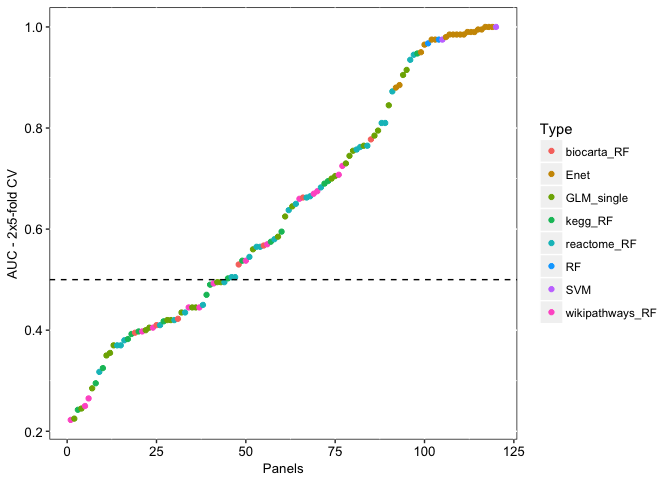 AUC - 2x5-fold CV
1.0
0.8
0.6
0.4
0.2
0 25 50 75 100 125
Panels
Type
biocarta_RF
Enet
GLM_single
kegg_RF
reactome_RF
RF
SVM
wikipathways_RF